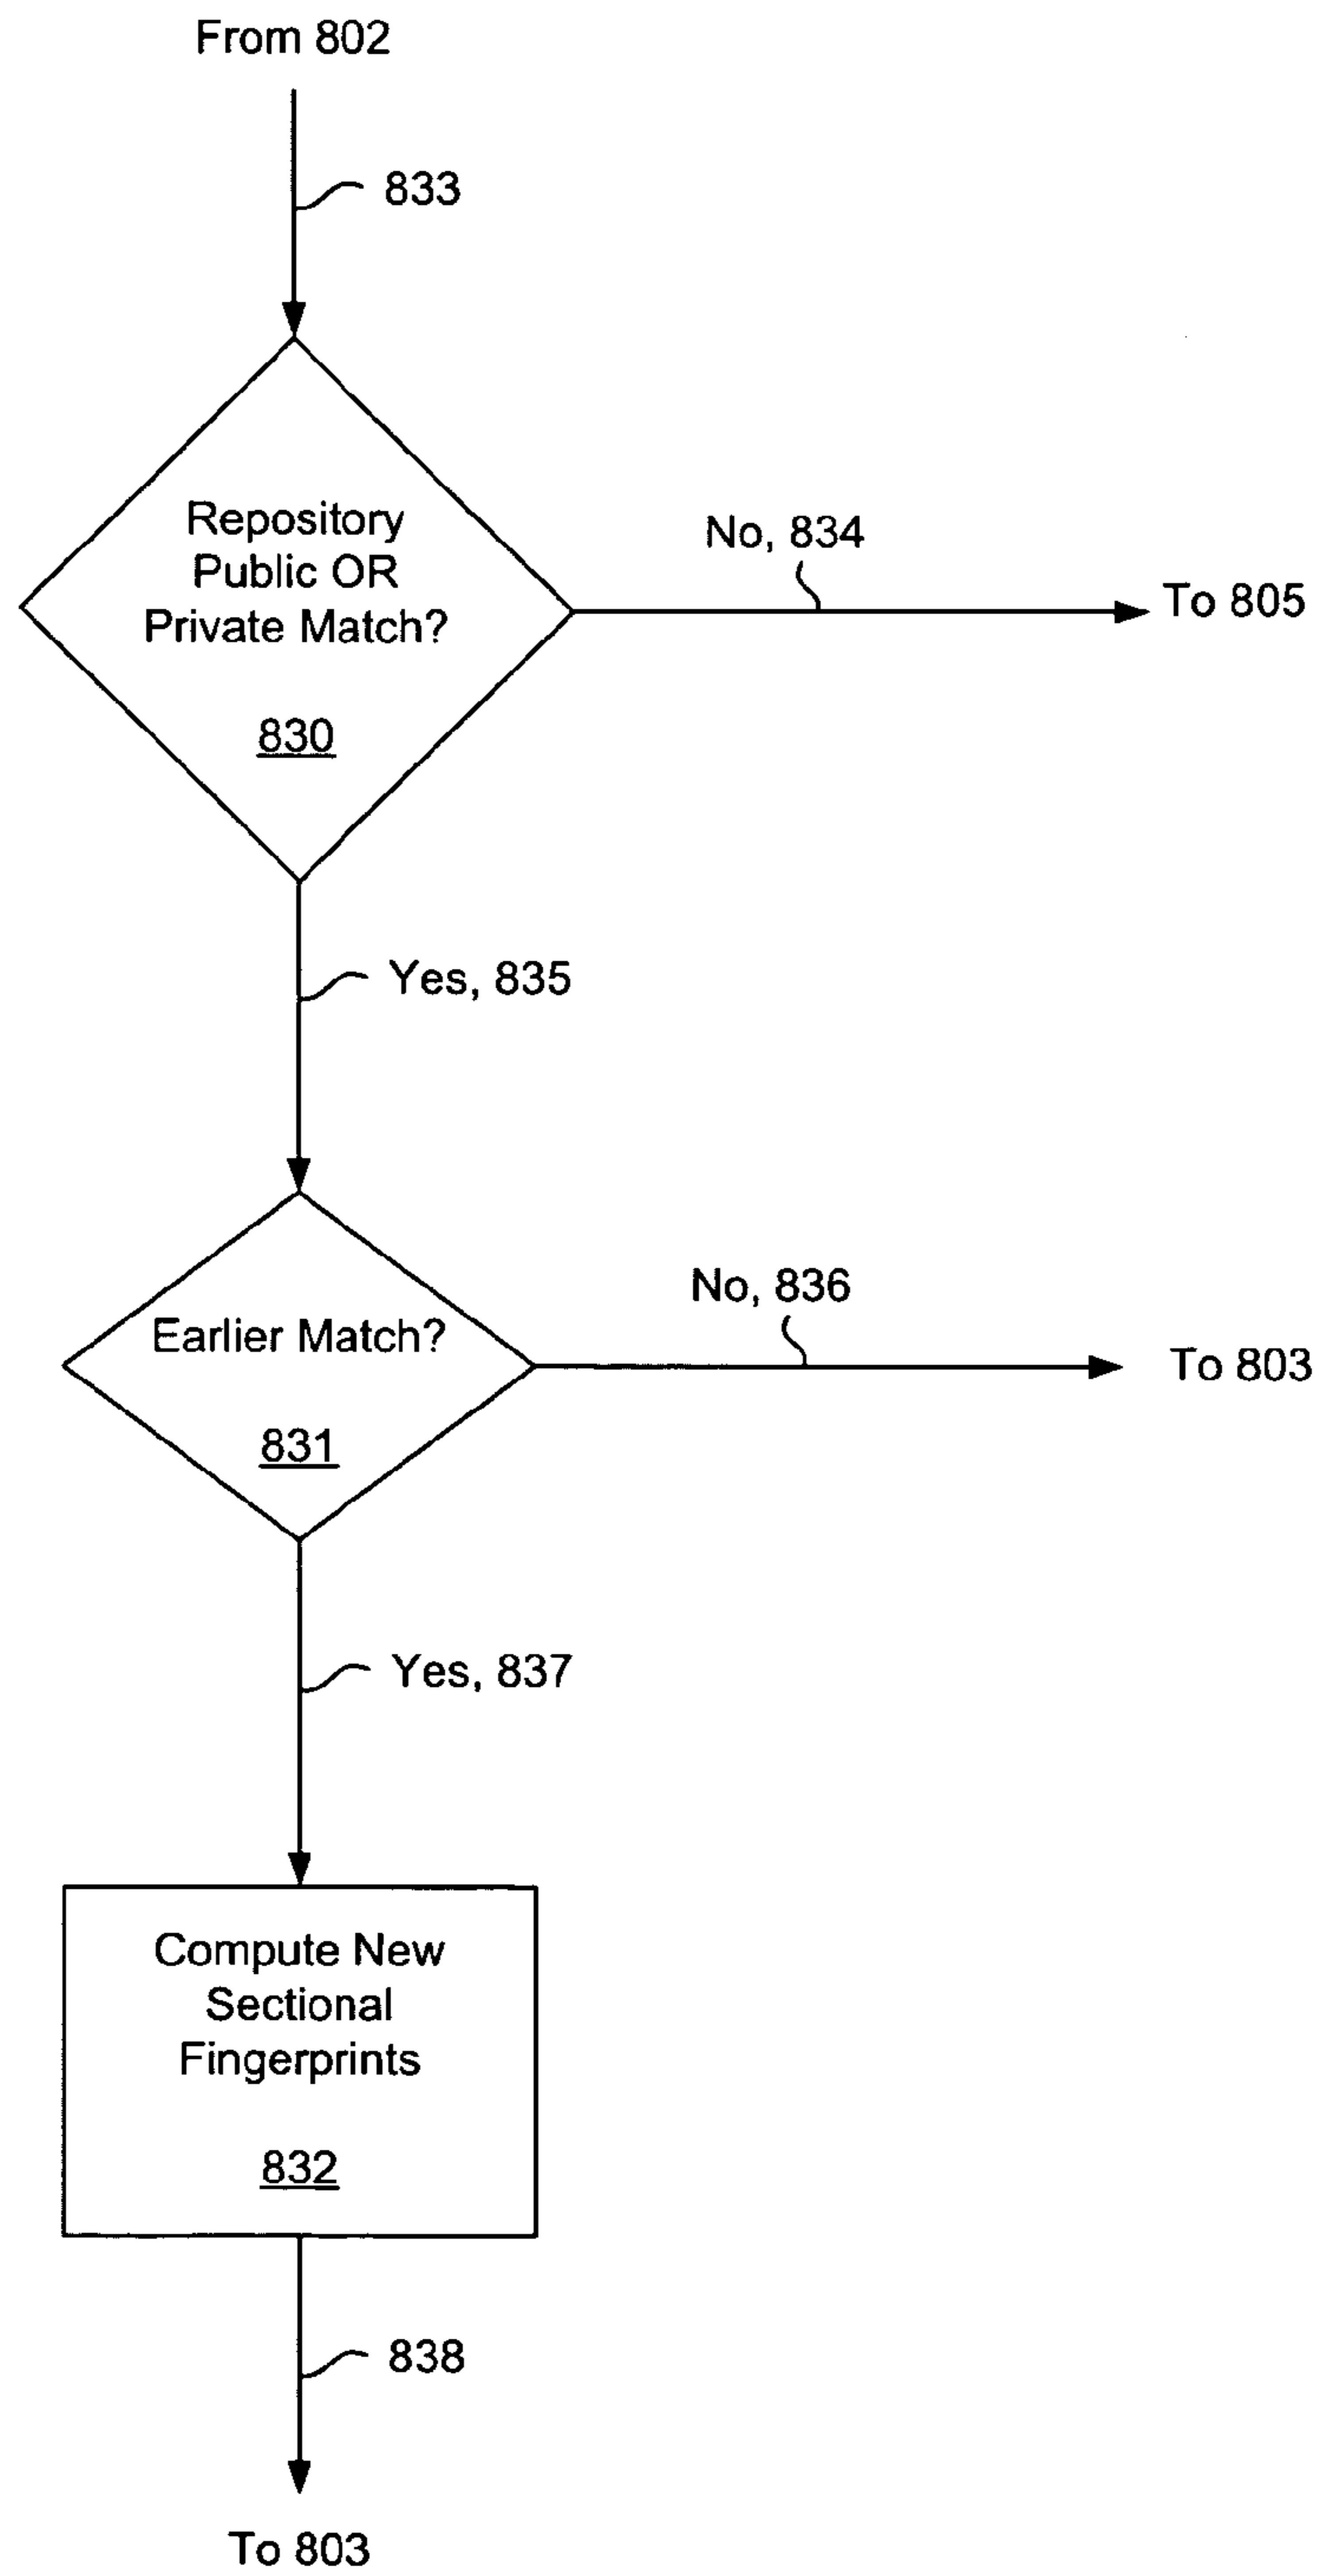 From 802
833
Repository
Public OR
Private Match?
830
No, 834
To 805
Yes, 835
Earlier Match?
831
No, 836
To 803
Yes, 837
Compute New
Sectional
Fingerprints
832
838
To 803